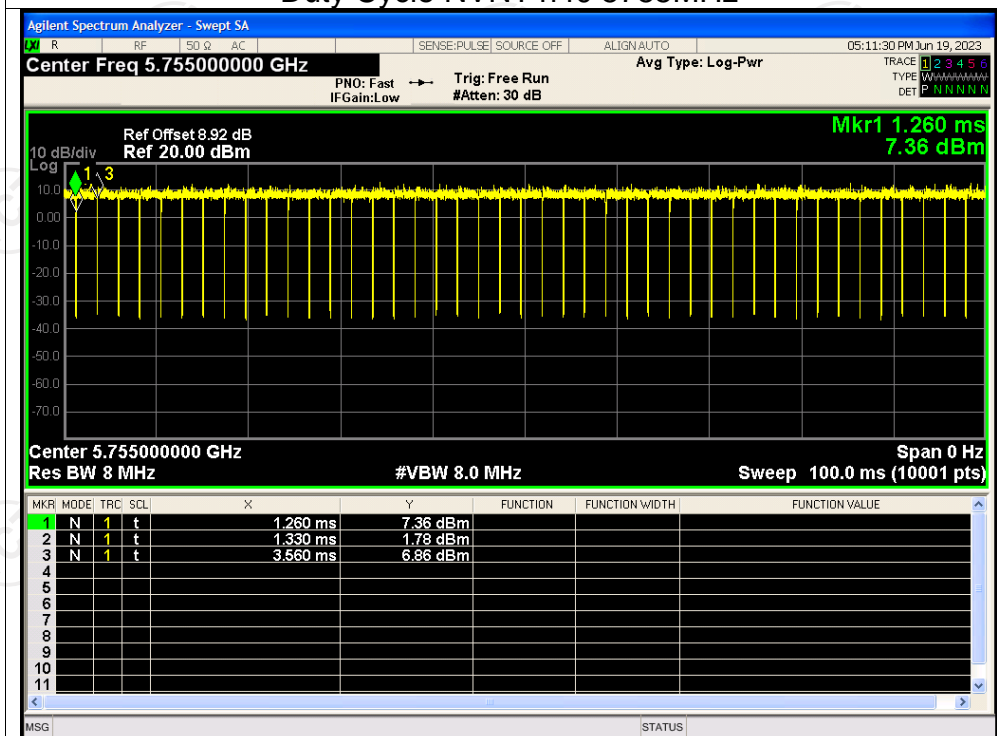 Agilent Spectrum Analyzer - Swept SA
LXI R RF 50 Ω AC SENSE:PULSE SOURCE OFF ALIGN AUTO 05:11:30 PM Jun 19, 2023
Center Freq 5.755000000 GHz
PNO: Fast
IFGain:Low
Trig: Free Run
#Atten: 30 dB
Avg Type: Log-Pwr
TRACE 1 2 3 4 5 6
TYPE
DET P N N N N N
Mkr1 1.260 ms
7.36 dBm
Ref Offset 8.92 dB
10 dB/div Ref 20.00 dBm
Log
1 3
10.0
0.00
-10.0
-20.0
-30.0
-40.0
-50.0
-60.0
-70.0
Center 5.755000000 GHz Span 0 Hz
Res BW 8 MHz #VBW 8.0 MHz Sweep 100.0 ms (10001 pts)
MKR MODE TRC SCL X Y FUNCTION FUNCTION WIDTH FUNCTION VALUE
1 N 1 t 1.260 ms 7.36 dBm
2 N 1 t 1.330 ms 1.78 dBm
3 N 1 t 3.560 ms 6.86 dBm
4
5
6
7
8
9
10
11
MSG STATUS